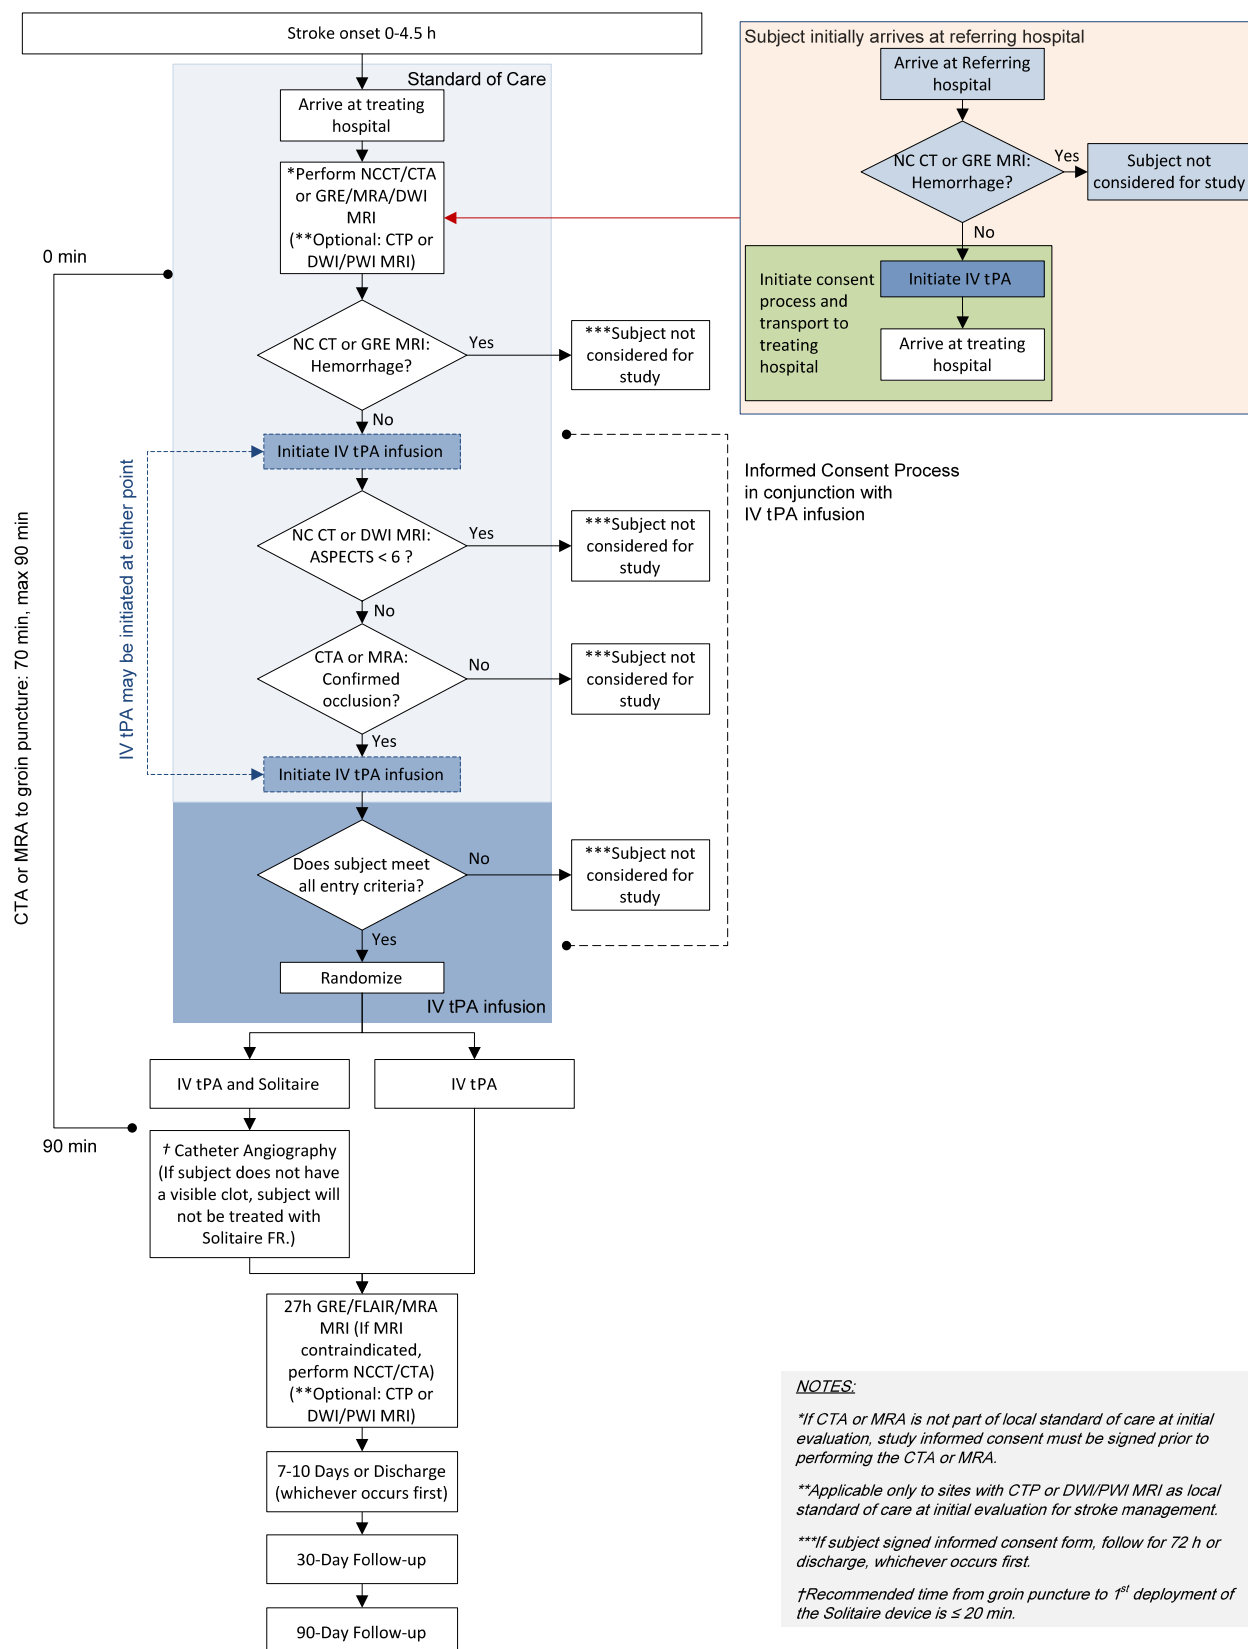 Stroke onset 0-4.5 h
Standard of Care
Arrive at treating
hospital
*Perform NCCT/CTA
or GRE/MRA/DWI
MRI
(**Optional: CTP or
DWI/PWI MRI)
0 min
NC CT or GRE MRI:
Hemorrhage?
Yes
***Subject not
considered for
study
No
Initiate IV tPA infusion
NC CT or DWI MRI:
ASPECTS < 6 ?
Yes
***Subject not
considered for
study
No
CTA or MRA:
Confirmed
occlusion?
No
***Subject not
considered for
study
Yes
Initiate IV tPA infusion
IV tPA may be initiated at either point
CTA or MRA to groin puncture: 70 min, max 90 min
Does subject meet
all entry criteria?
No
***Subject not
considered for
study
Yes
Randomize
IV tPA infusion
IV tPA and Solitaire
IV tPA
90 min
† Catheter Angiography
(If subject does not have
a visible clot, subject will
not be treated with
Solitaire FR.)
27h GRE/FLAIR/MRA
MRI (If MRI
contraindicated,
perform NCCT/CTA)
(**Optional: CTP or
DWI/PWI MRI)
7-10 Days or Discharge
(whichever occurs first)
30-Day Follow-up
90-Day Follow-up
Subject initially arrives at referring hospital
Arrive at Referring
hospital
NC CT or GRE MRI:
Hemorrhage?
Yes
Subject not
considered for study
No
Initiate consent
process and
transport to
treating
hospital
Initiate IV tPA
Arrive at treating
hospital
Informed Consent Process
in conjunction with
IV tPA infusion
NOTES:
*If CTA or MRA is not part of local standard of care at initial
evaluation, study informed consent must be signed prior to
performing the CTA or MRA.
**Applicable only to sites with CTP or DWI/PWI MRI as local
standard of care at initial evaluation for stroke management.
***If subject signed informed consent form, follow for 72 h or
discharge, whichever occurs first.
†Recommended time from groin puncture to 1st deployment of
the Solitaire device is ≤ 20 min.